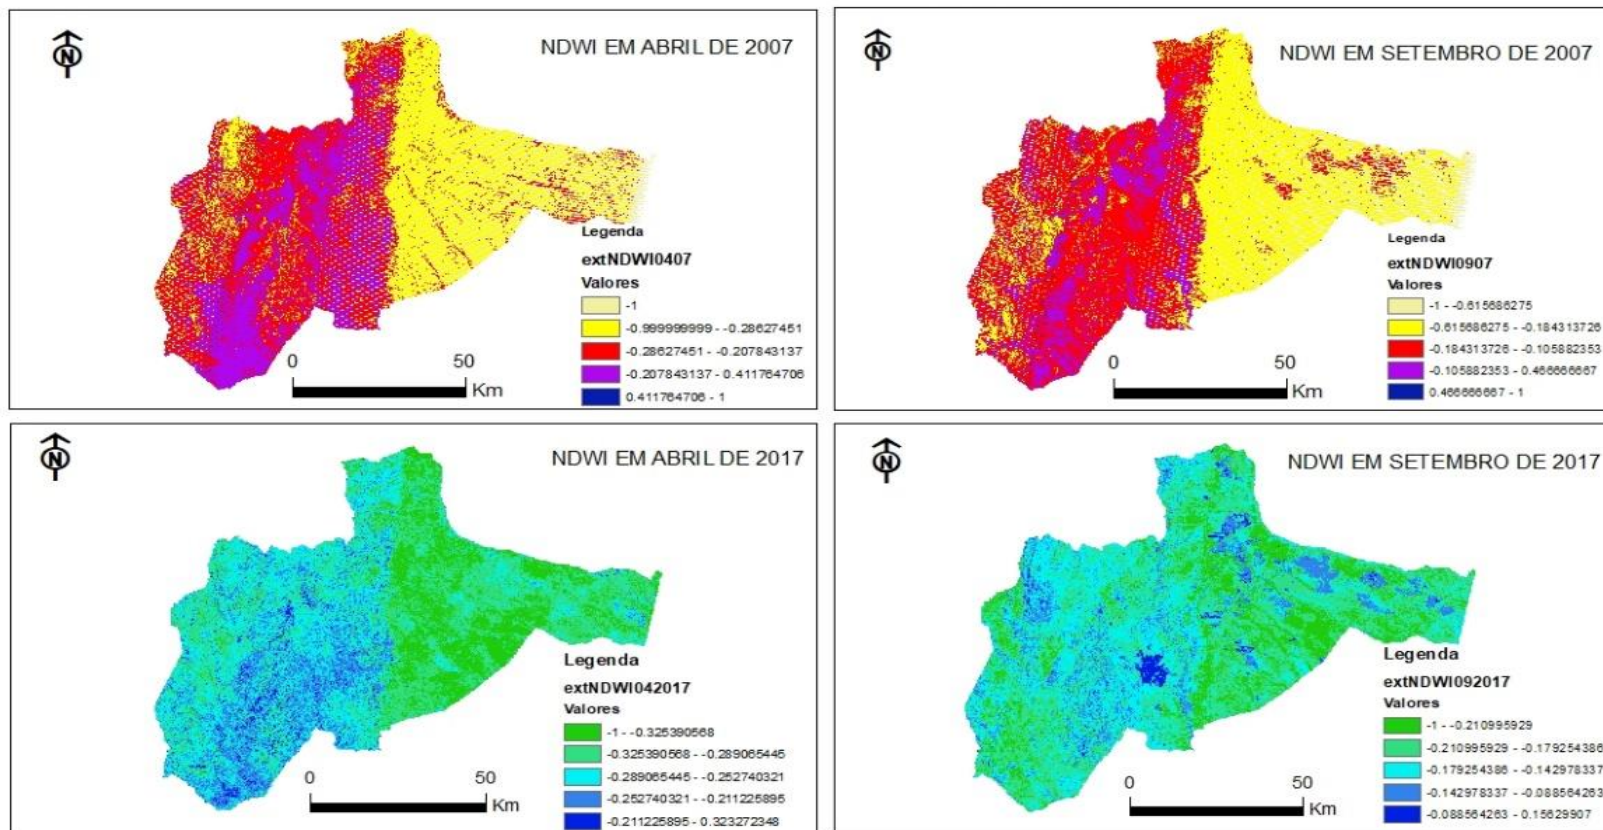 N
NDWI EM ABRIL DE 2007
Legenda
extNDWI0407
Valores
-1
-0.999999999 - -0.28627451
-0.28627451 - -0.207843137
-0.207843137 - 0.411764706
0.411764706 - 1
0 50
Km
N
NDWI EM SETEMBRO DE 2007
Legenda
extNDWI0907
Valores
-1 - -0.615686275
-0.615686275 - -0.184313726
-0.184313726 - -0.105882353
-0.105882353 - 0.466666667
0.466666667 - 1
0 50
Km
N
NDWI EM ABRIL DE 2017
Legenda
extNDWI042017
Valores
-1 - -0.325390568
-0.325390568 - -0.289065445
-0.289065445 - -0.252740321
-0.252740321 - -0.211225895
-0.211225895 - 0.323272348
0 50
Km
N
NDWI EM SETEMBRO DE 2017
Legenda
extNDWI092017
Valores
-1 - -0.210995929
-0.210995929 - -0.179254386
-0.179254386 - -0.142978337
-0.142978337 - -0.088564263
-0.088564263 - 0.15629907
0 50
Km